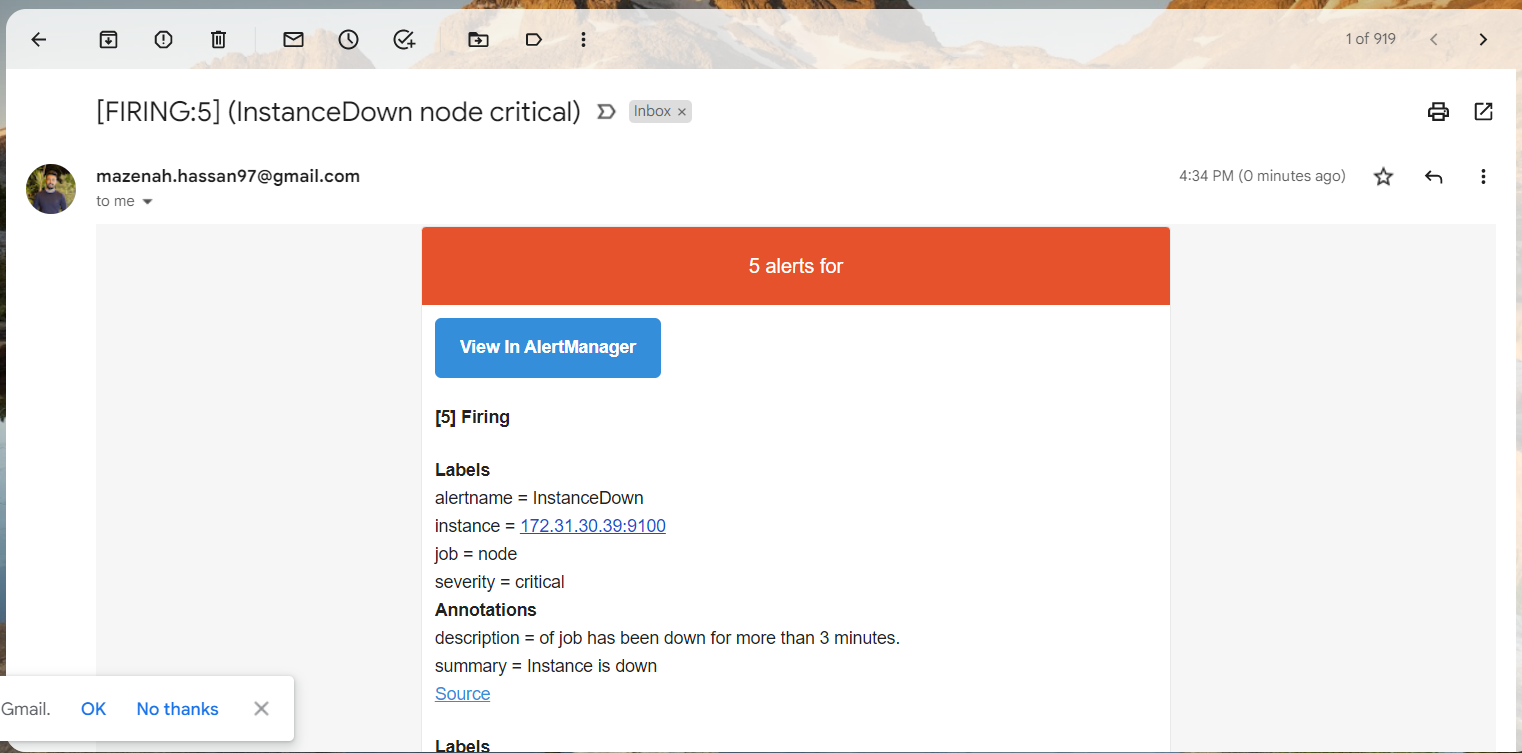 1 of 919
[FIRING:5] (InstanceDown node critical)
Inbox ×
mazenah.hassan97@gmail.com
4:34 PM (0 minutes ago)
to me
5 alerts for
View In AlertManager
[5] Firing
Labels
alertname = InstanceDown
instance = 172.31.30.39:9100
job = node
severity = critical
Annotations
description = of job has been down for more than 3 minutes.
summary = Instance is down
Source
Gmail. OK No thanks
Labels